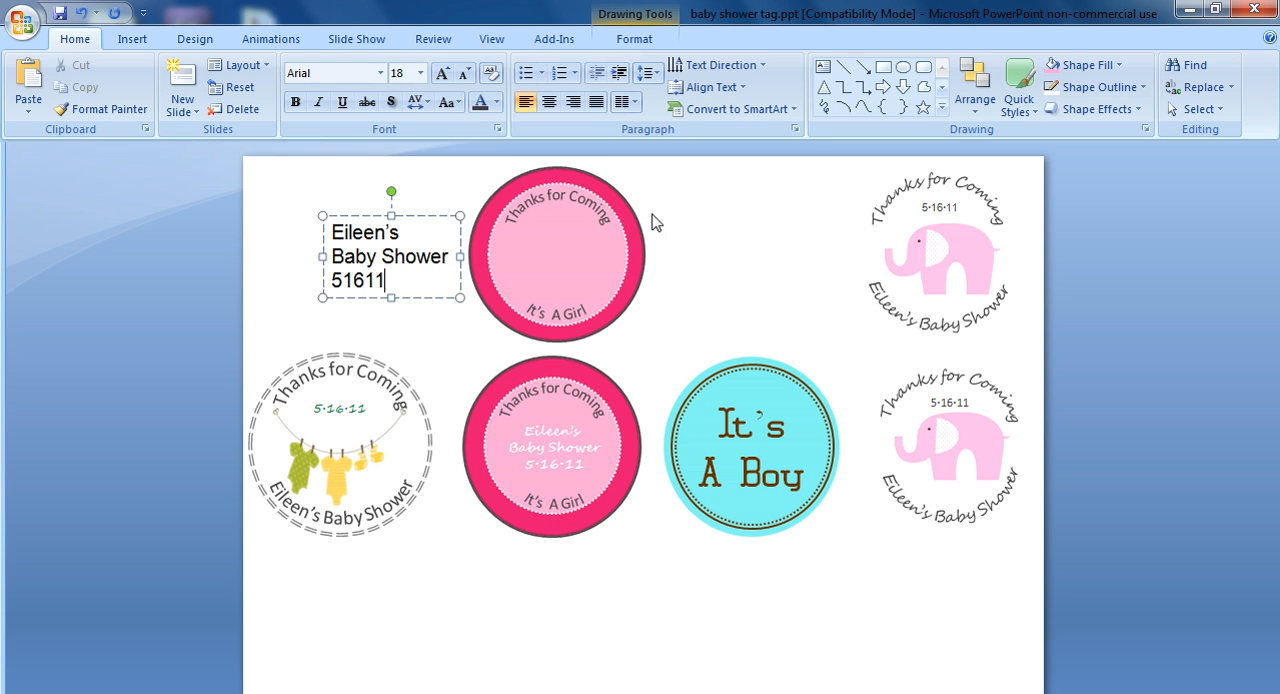 Drawing Tools
baby shower tag.ppt [Compatibility Mode] - Microsoft PowerPoint non-commercial use
Home Insert Design Animations Slide Show Review View Add-Ins Format
Paste
Cut
Copy
Format Painter
Clipboard
New Slide
Layout
Reset
Delete
Slides
Arial 18
B I U abc S AV Aa A
Font
Text Direction
Align Text
Convert to SmartArt
Paragraph
Arrange
Quick Styles
Shape Fill
Shape Outline
Shape Effects
Drawing
Find
Replace
Select
Editing
Eileen’s
Baby Shower
51611
Thanks for Coming
It’s A Girl
Thanks for Coming
5·16·11
Eileen’s Baby Shower
Thanks for Coming
5·16·11
Eileen’s Baby Shower
Thanks for Coming
Eileen’s
Baby Shower
5·16·11
It’s A Girl
It’s
A Boy
Thanks for Coming
5·16·11
Eileen’s Baby Shower